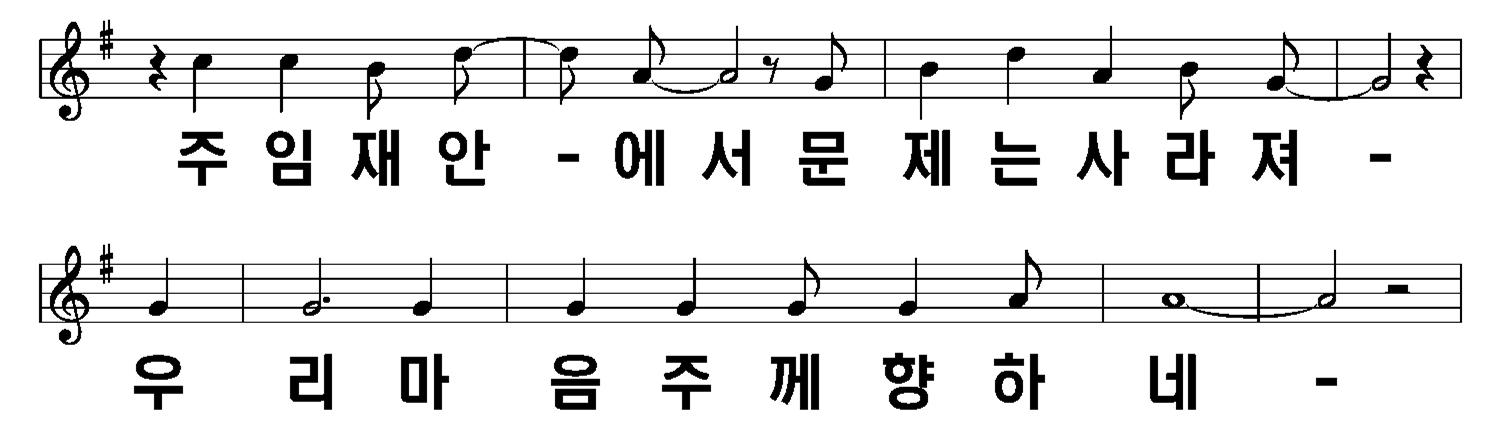 주 임 재 안 - 에 서 문 제 는 사 라 져 -
우 리 마 음 주 께 향 하 네 -